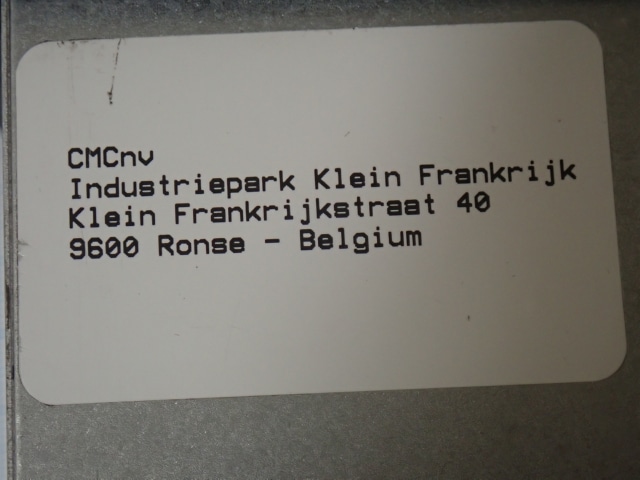 CMCnv
Industriepark Klein Frankrijk
Klein Frankrijkstraat 40
9600 Ronse - Belgium